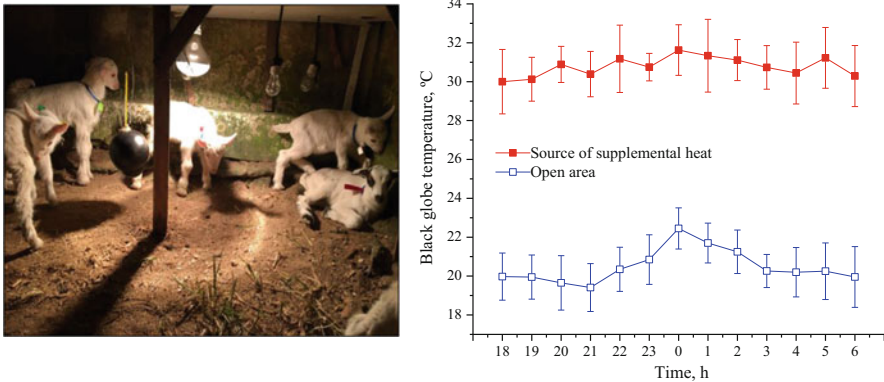 34
32
30
28
26
24
22
20
18
Black globe temperature, ºC
Source of supplemental heat
Open area
18 19 20 21 22 23 0 1 2 3 4 5 6
Time, h